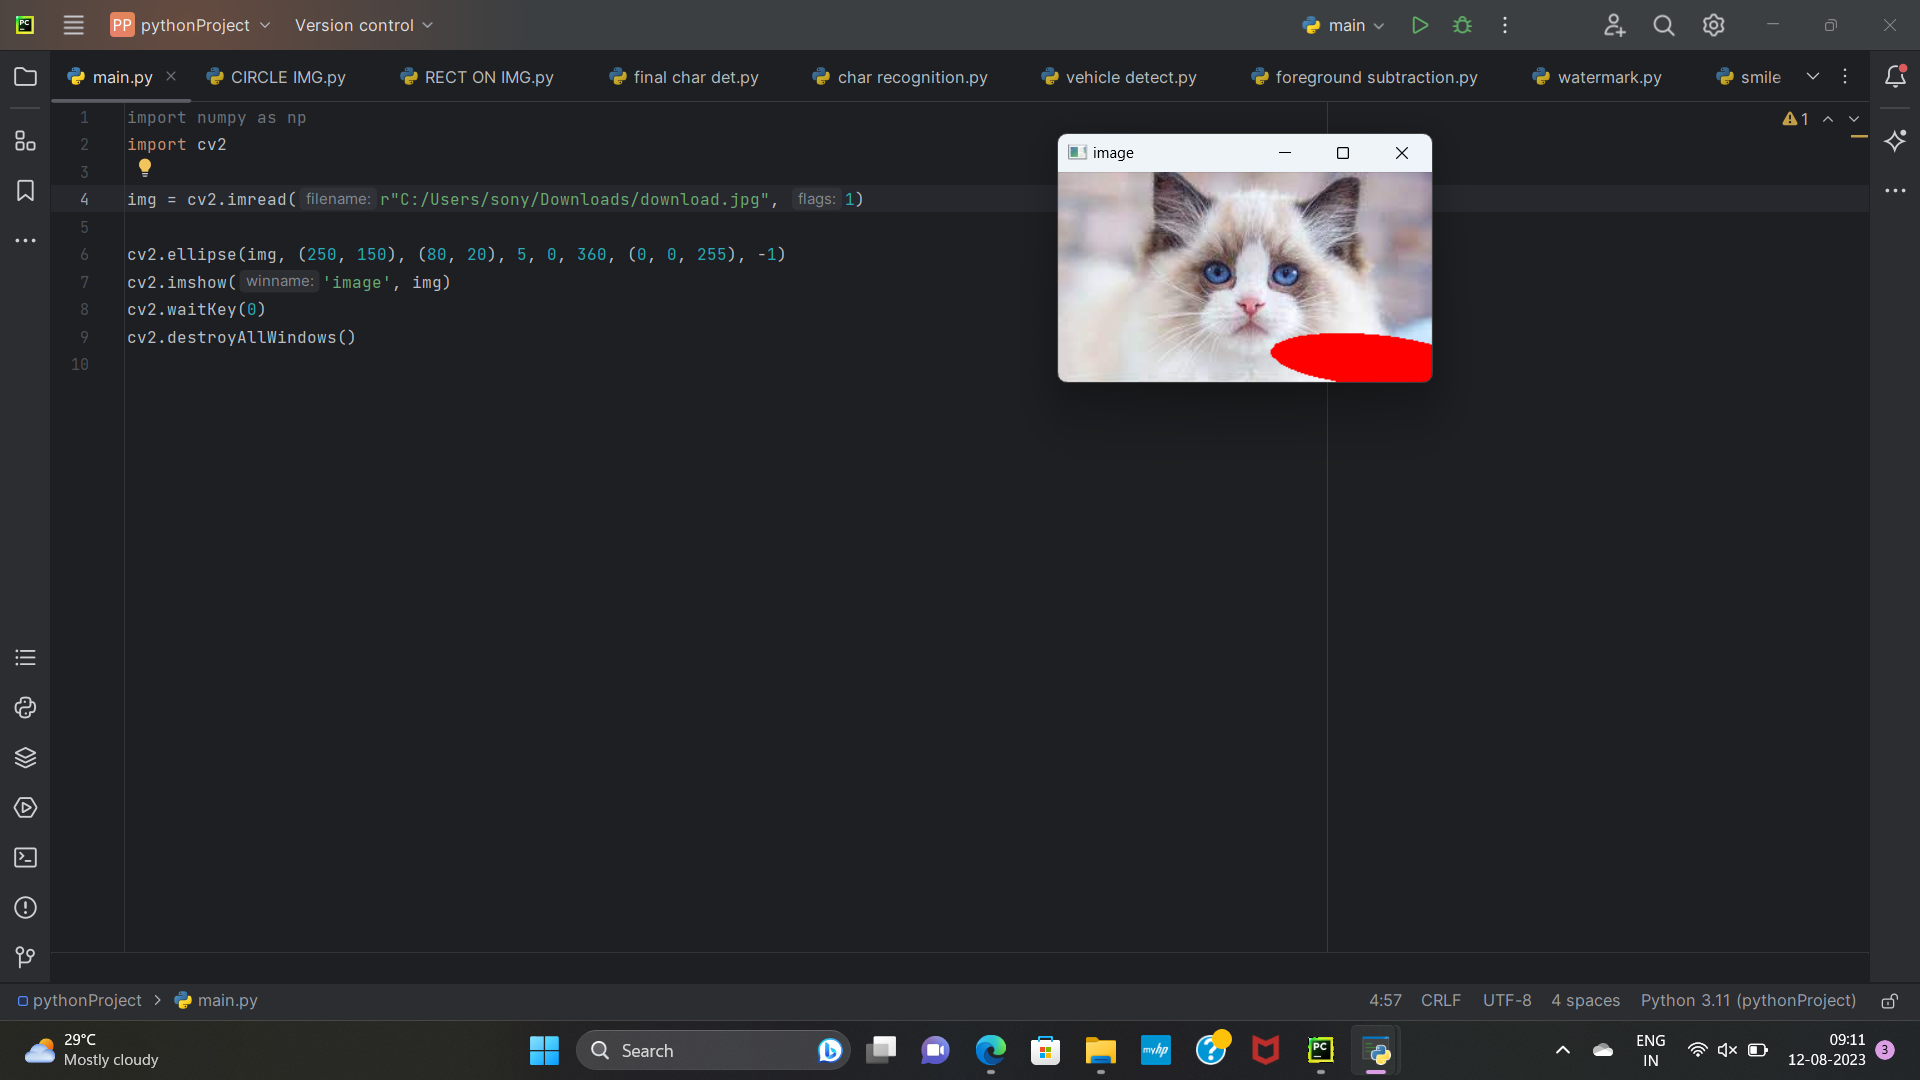 PC
PP pythonProject Version control main
main.py CIRCLE IMG.py RECT ON IMG.py final char det.py char recognition.py vehicle detect.py foreground subtraction.py watermark.py smile
1 import numpy as np
1
2 import cv2
3
4 img = cv2.imread( filename: r"C:/Users/sony/Downloads/download.jpg", flags: 1)
5
6 cv2.ellipse(img, (250, 150), (80, 20), 5, 0, 360, (0, 0, 255), -1)
7 cv2.imshow( winname: 'image', img)
8 cv2.waitKey(0)
9 cv2.destroyAllWindows()
10
image
pythonProject > main.py 4:57 CRLF UTF-8 4 spaces Python 3.11 (pythonProject)
29°C
Mostly cloudy
Search
myhp
PC
ENG
IN
09:11
12-08-2023
3